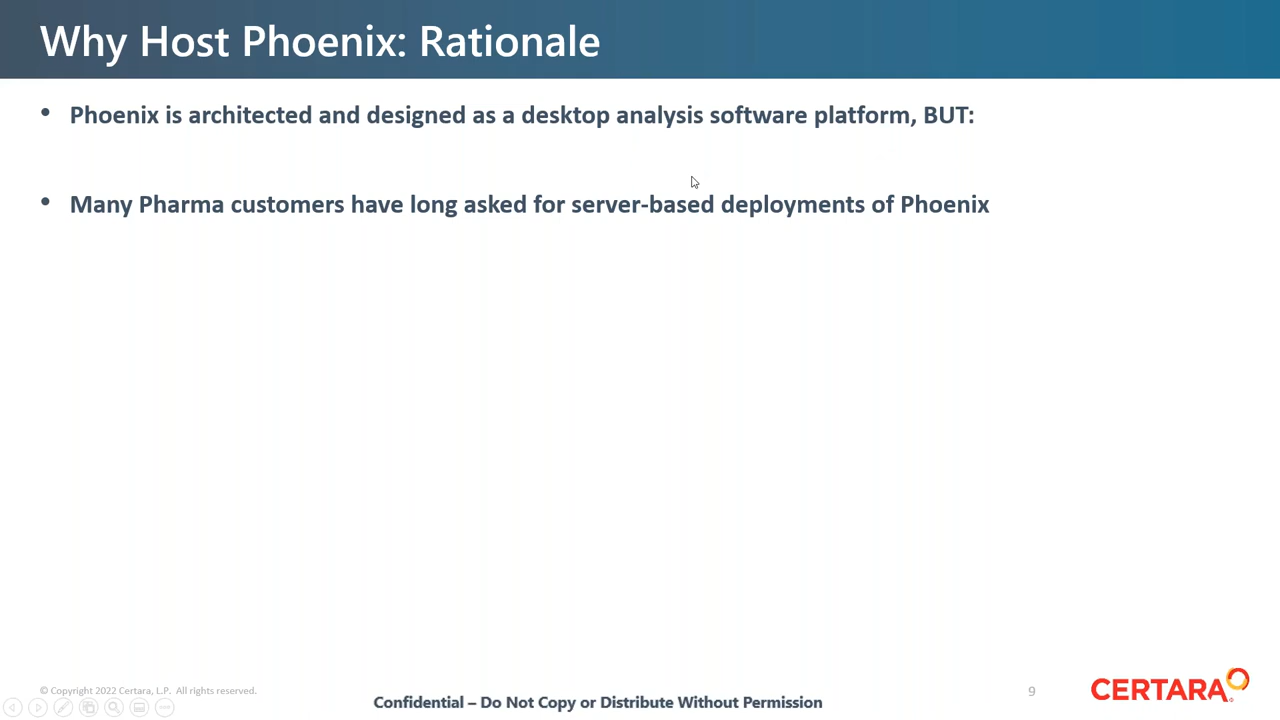 Why Host Phoenix: Rationale
• Phoenix is architected and designed as a desktop analysis software platform, BUT:
• Many Pharma customers have long asked for server-based deployments of Phoenix
© Copyright 2022 Certara, L.P. All rights reserved.
Confidential – Do Not Copy or Distribute Without Permission
9
CERTARA